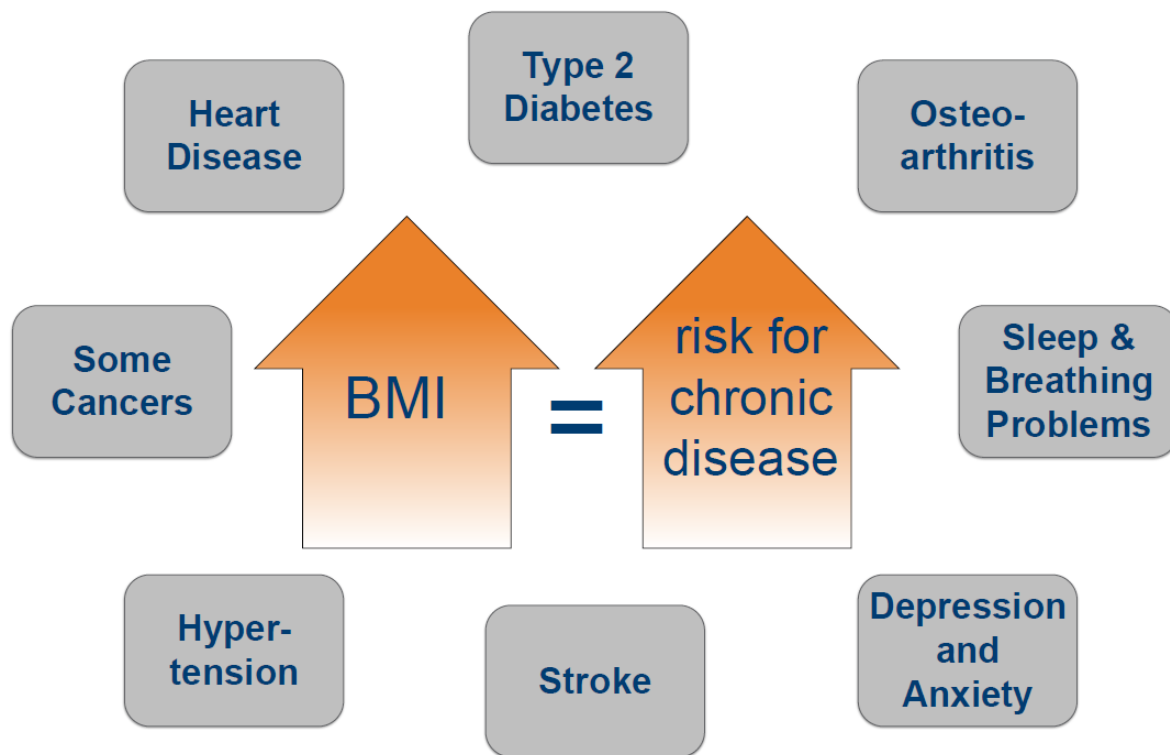 Type 2
Diabetes
Heart
Disease
Osteo-
arthritis
Some
Cancers
BMI
=
risk for
chronic
disease
Sleep &
Breathing
Problems
Hyper-
tension
Stroke
Depression
and
Anxiety